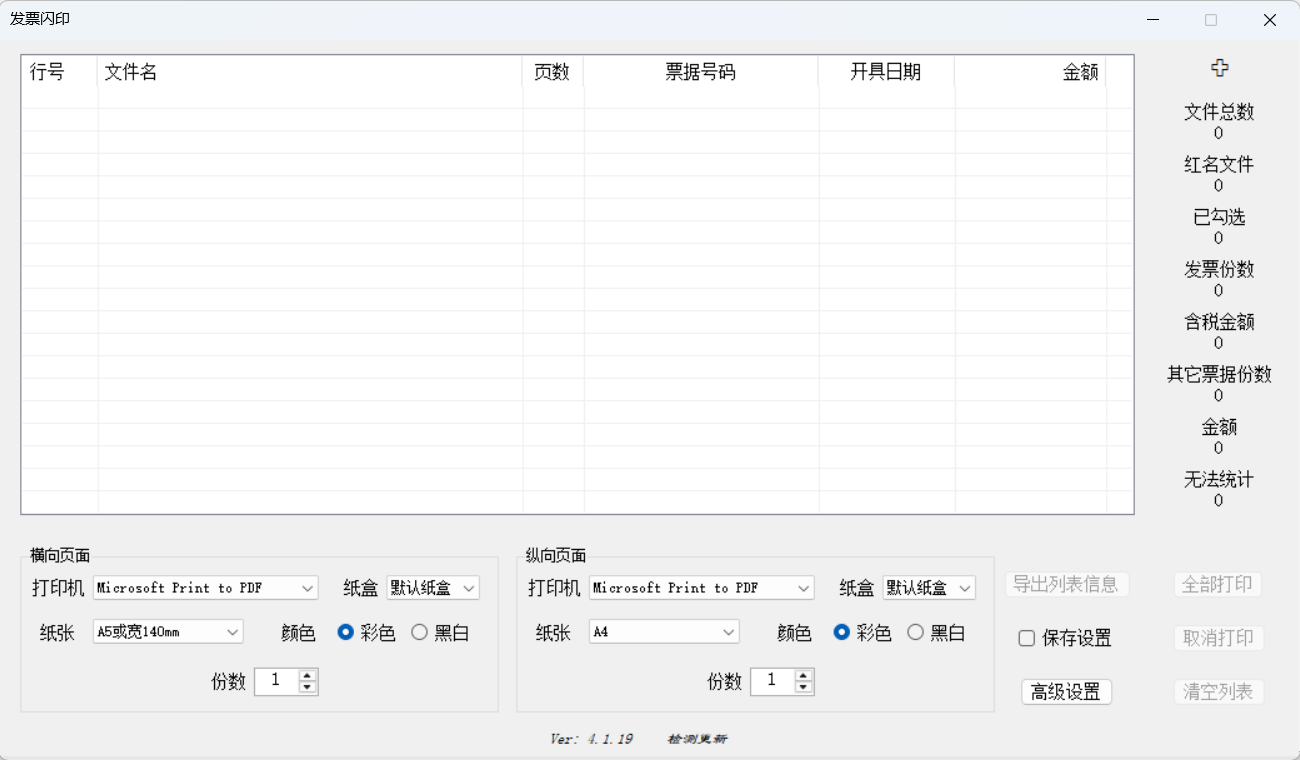 发票闪印
行号 文件名 页数 票据号码 开具日期 金额
文件总数
0
红名文件
0
已勾选
0
发票份数
0
含税金额
0
其它票据份数
0
金额
0
无法统计
0
横向页面
打印机 Microsoft Print to PDF 纸盒 默认纸盒
纸张 A5或宽140mm 颜色 彩色 黑白
份数 1
纵向页面
打印机 Microsoft Print to PDF 纸盒 默认纸盒
纸张 A4 颜色 彩色 黑白
份数 1
导出列表信息 全部打印
保存设置 取消打印
高级设置 清空列表
Ver: 4.1.19 检测更新